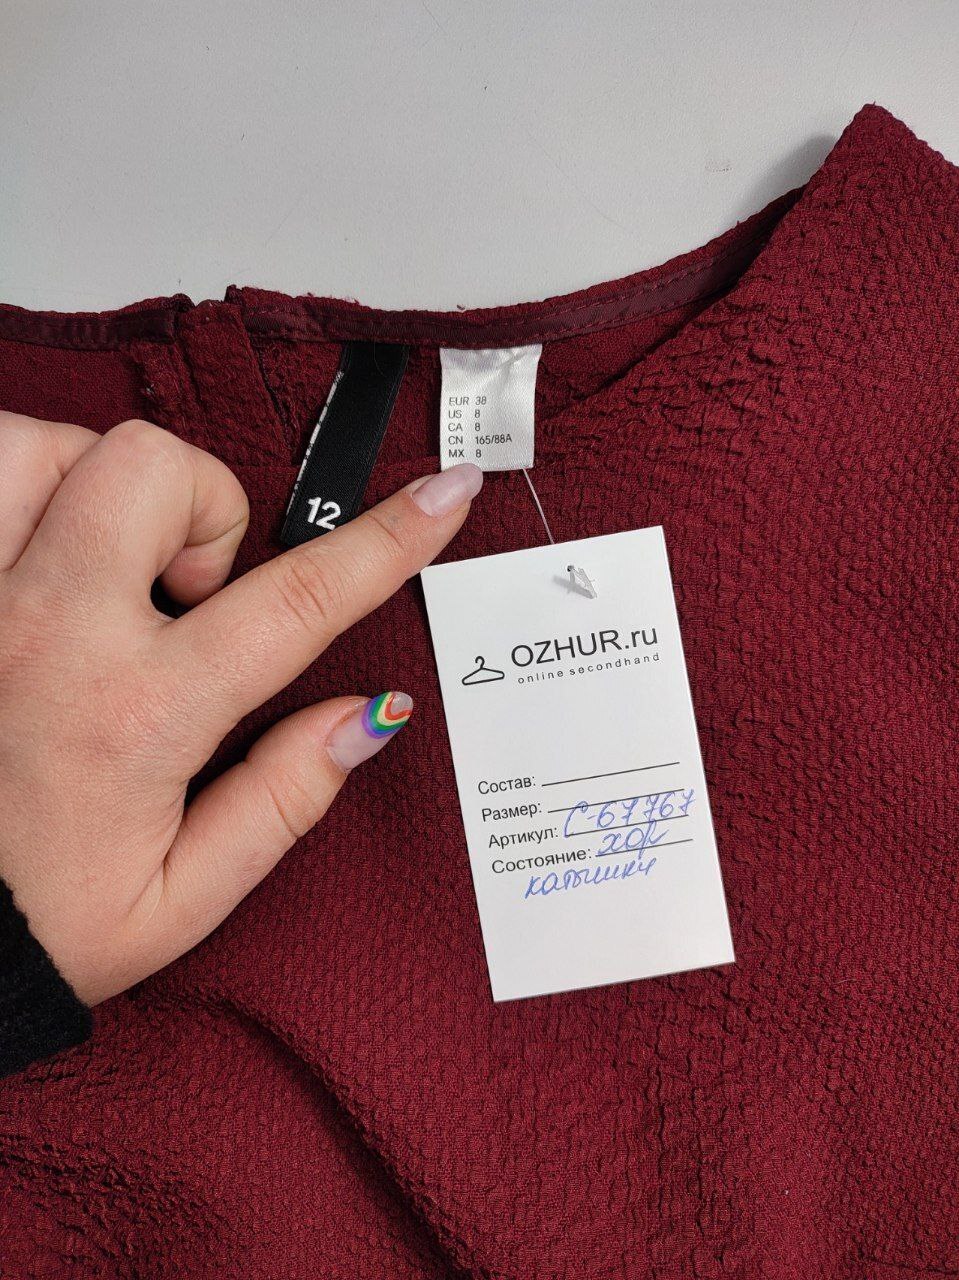 EUR 38
US 8
CA 8
CN 165/88A
MX 8
12
OZHUR.ru
online secondhand
Состав:
Размер:
Артикул: С-67767
Состояние: хор
катышки